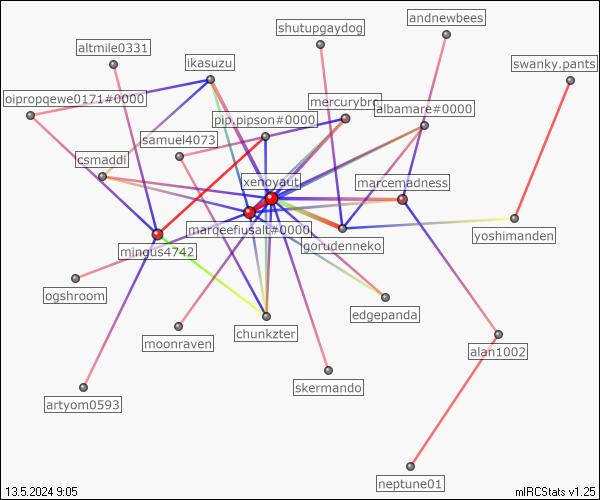 andnewbees
shutupgaydog
altmile0331
ikasuzu
swanky.pants
oipropqewe0171#0000
mercurybro
albamare#0000
pip.pipson#0000
samuel4073
csmaddi
xenoyaut
marcemadness
marqeefiusalt#0000
yoshimanden
gorudenneko
mingus4742
ogshroom
edgepanda
chunkzter
moonraven
alan1002
skermando
artyom0593
neptune01
13.5.2024 9:05
mIRCStats v1.25